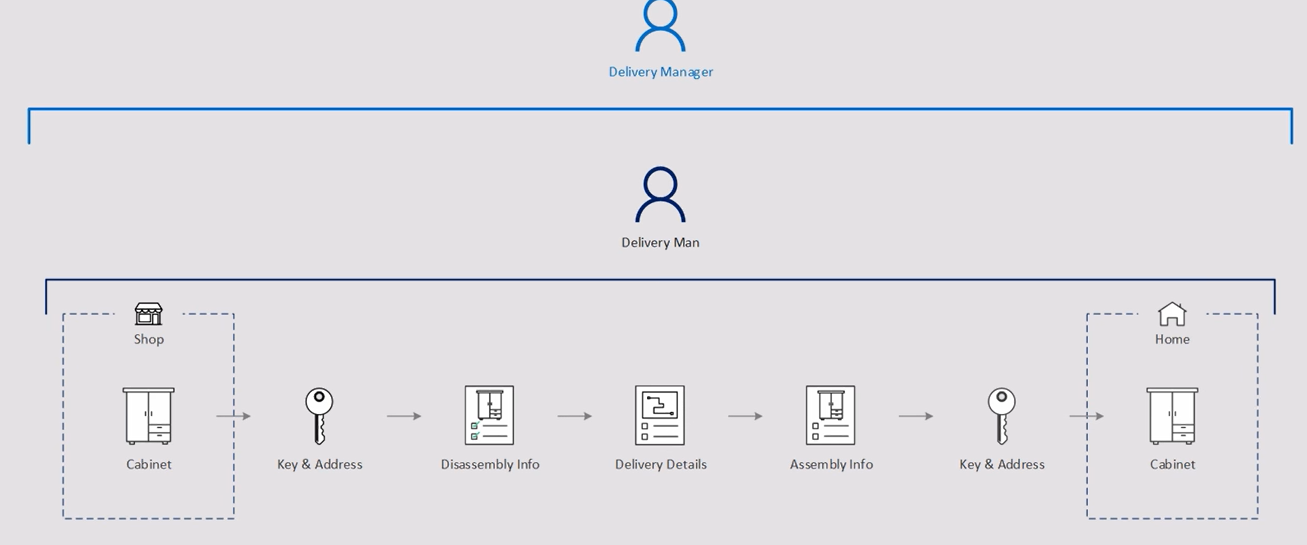 Delivery Manager
Delivery Man
Shop
Home
Cabinet
Key & Address
Disassembly Info
Delivery Details
Assembly Info
Key & Address
Cabinet